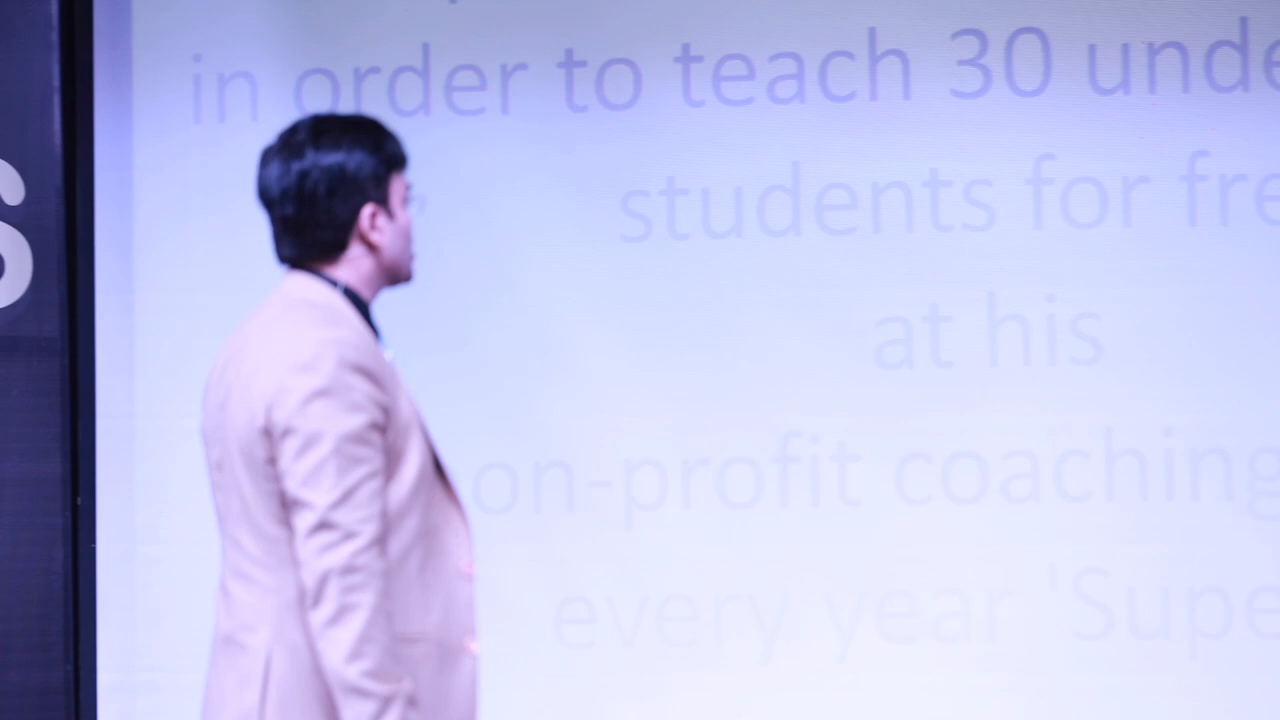 S
in order to teach 30 unde
students for fre
at his
on-profit coaching
every year 'Supe